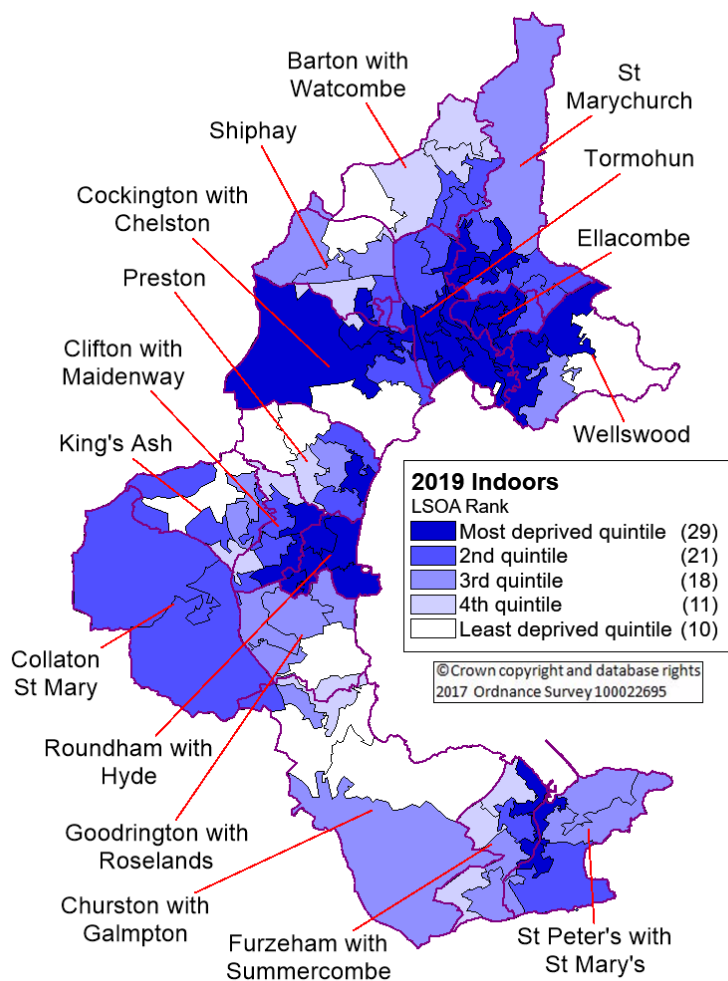 Barton with
Watcombe
St
Marychurch
Shiphay
Tormohun
Cockington with
Chelston
Ellacombe
Preston
Clifton with
Maidenway
King's Ash
Wellswood
2019 Indoors
LSOA Rank
Most deprived quintile (29)
2nd quintile (21)
3rd quintile (18)
4th quintile (11)
Least deprived quintile (10)
©Crown copyright and database rights
2017 Ordnance Survey 100022695
Collaton
St Mary
Roundham with
Hyde
Goodrington with
Roselands
Churston with
Galmpton
Furzeham with
Summercombe
St Peter's with
St Mary's